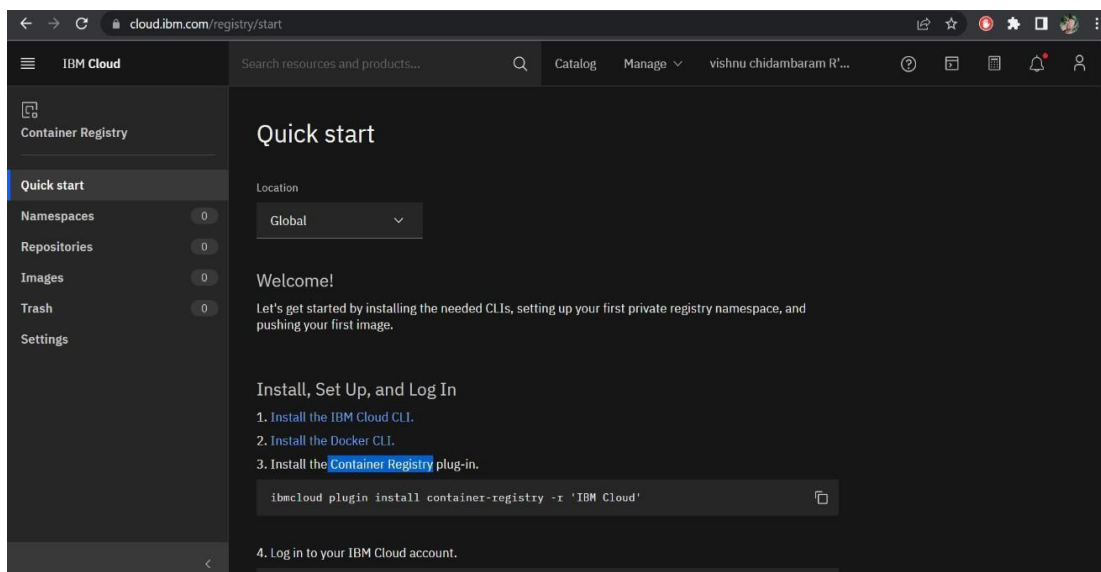 cloud.ibm.com/registry/start
IBM Cloud
Search resources and products...
Catalog
Manage
vishnu chidambaram R'...
Container Registry
Quick start
Namespaces 0
Repositories 0
Images 0
Trash 0
Settings
Quick start
Location
Global
Welcome!
Let's get started by installing the needed CLIs, setting up your first private registry namespace, and
pushing your first image.
Install, Set Up, and Log In
1. Install the IBM Cloud CLI.
2. Install the Docker CLI.
3. Install the Container Registry plug-in.
ibmcloud plugin install container-registry -r 'IBM Cloud'
4. Log in to your IBM Cloud account.